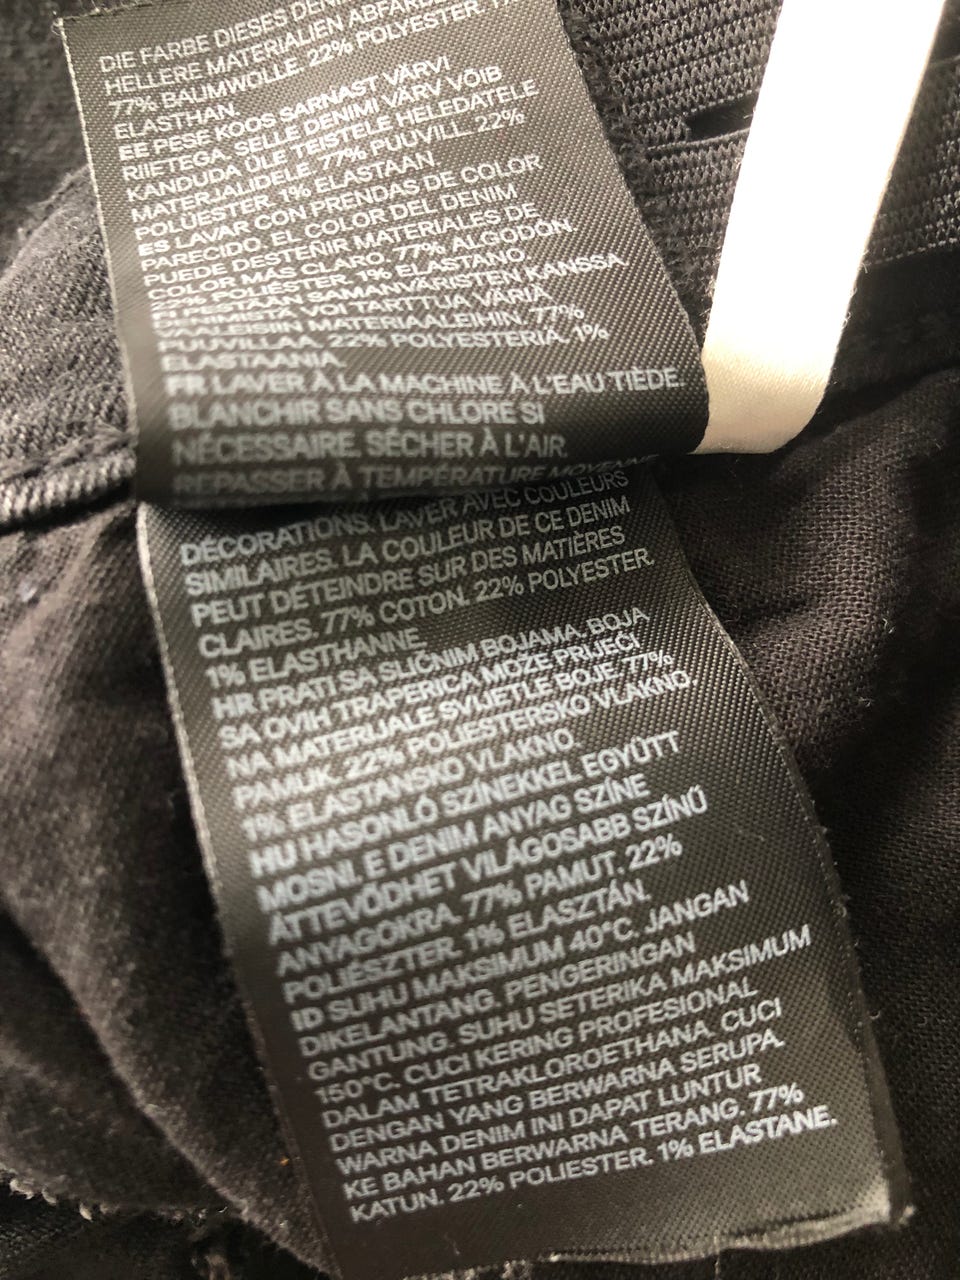 DIE FARBE DIESES
HELLERE MATERIALIEN
77% BAUMWOLLE. 22% POLYESTER.
ELASTHAN.
EE PESE KOOS SARNAST VÄRVI
RIIETEGA. SELLE DENIMI VÄRV VÕIB
KANDUDA ÜLE TEISTELE HELEDATELE
MATERJALIDELE. 77% PUUVILL. 22%
POLÜESTER. 1% ELASTAAN.
ES LAVAR CON PRENDAS DE COLOR
PARECIDO. EL COLOR DEL DENIM
PUEDE DESTEÑIR MATERIALES DE
COLOR MÁS CLARO. 77% ALGODÓN.
22% POLIÉSTER. 1% ELASTANO.
FI PESTÄÄN SAMANVÄRISTEN KANSSA
VOI TARTTUA VÄRIÄ
VAALEISIIN MATERIAALEIHIN. 77%
PUUVILLAA. 22% POLYESTERIA. 1%
ELASTAANIA.
FR LAVER À LA MACHINE À L'EAU TIÈDE.
BLANCHIR SANS CHLORE SI
NÉCESSAIRE. SÉCHER À L'AIR.
REPASSER À TEMPÉRATURE MOYENNE
DÉCORATIONS. LAVER AVEC COULEURS
SIMILAIRES. LA COULEUR DE CE DENIM
PEUT DÉTEINDRE SUR DES MATIÈRES
CLAIRES. 77% COTON. 22% POLYESTER.
1% ELASTHANNE.
HR PRATI SA SLIČNIM BOJAMA. BOJA
SA OVIH TRAPERICA MOŽE PRIJEĆI
NA MATERIJALE SVIJETLE BOJE. 77%
PAMUK. 22% POLIESTERSKO VLAKNO.
1% ELASTANSKO VLAKNO.
HU HASONLÓ SZÍNEKKEL EGYÜTT
MOSNI. E DENIM ANYAG SZÍNE
ÁTTEVŐDHET VILÁGOSABB SZÍNŰ
ANYAGOKRA. 77% PAMUT. 22%
POLIÉSZTER. 1% ELASZTÁN.
ID SUHU MAKSIMUM 40°C. JANGAN
DIKELANTANG. PENGERINGAN
GANTUNG. SUHU SETERIKA MAKSIMUM
150°C. CUCI KERING PROFESIONAL
DALAM TETRAKLOROETHANA. CUCI
DENGAN YANG BERWARNA SERUPA.
WARNA DENIM INI DAPAT LUNTUR
KE BAHAN BERWARNA TERANG. 77%
KATUN. 22% POLIESTER. 1% ELASTANE.